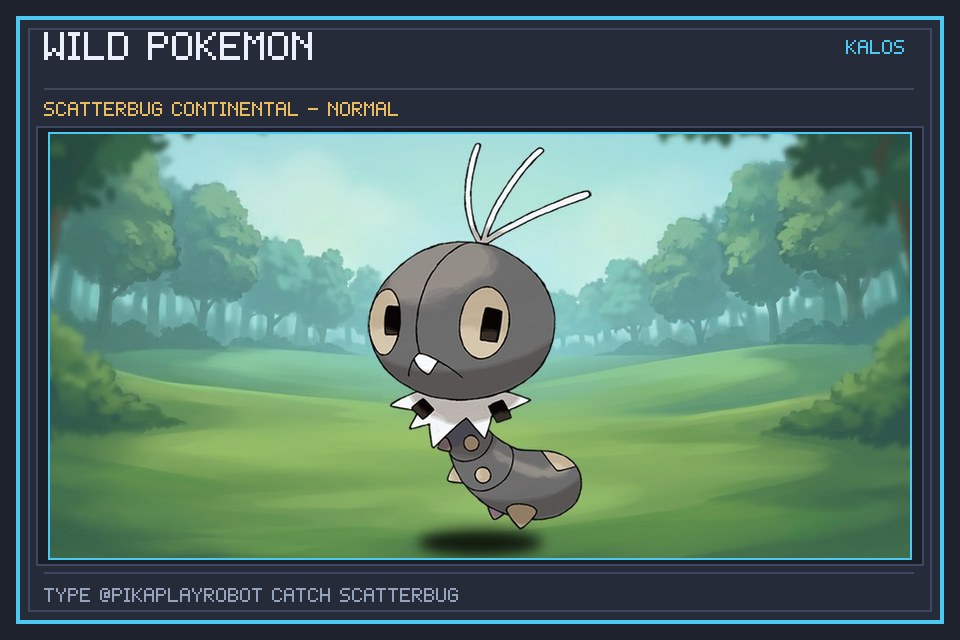 WILD POKEMON
KALOS
SCATTERBUG CONTINENTAL - NORMAL
TYPE @PIKAPLAYROBOT CATCH SCATTERBUG